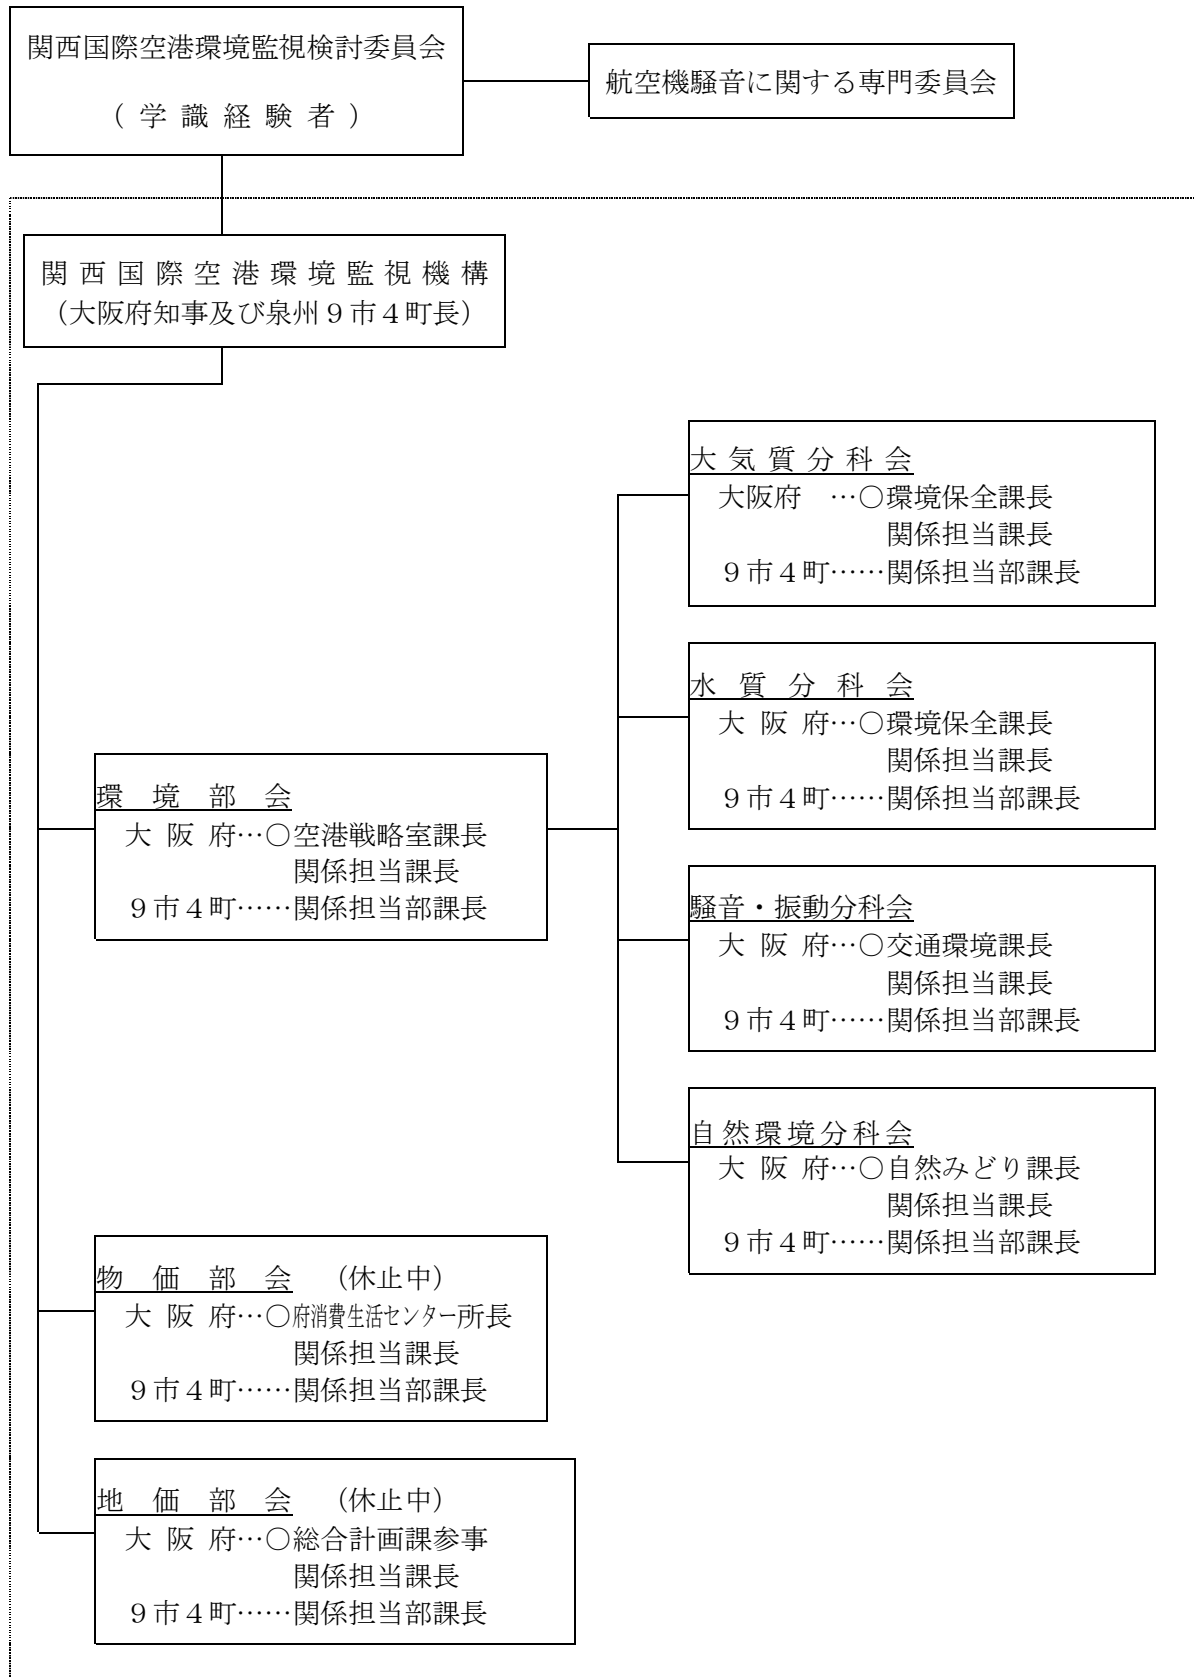 関西国際空港環境監視検討委員会
（学識経験者）
航空機騒音に関する専門委員会
関西国際空港環境監視機構
（大阪府知事及び泉州９市４町長）
大気質分科会
大阪府　…○環境保全課長
関係担当課長
９市４町……関係担当部課長
水質分科会
大阪府…○環境保全課長
関係担当課長
９市４町……関係担当部課長
環境部会
大阪府…○空港戦略室課長
関係担当課長
９市４町……関係担当部課長
騒音・振動分科会
大阪府…○交通環境課長
関係担当課長
９市４町……関係担当部課長
自然環境分科会
大阪府…○自然みどり課長
関係担当課長
９市４町……関係担当部課長
物価部会　（休止中）
大阪府…○府消費生活センター所長
関係担当課長
９市４町……関係担当部課長
地価部会　（休止中）
大阪府…○総合計画課参事
関係担当課長
９市４町……関係担当部課長